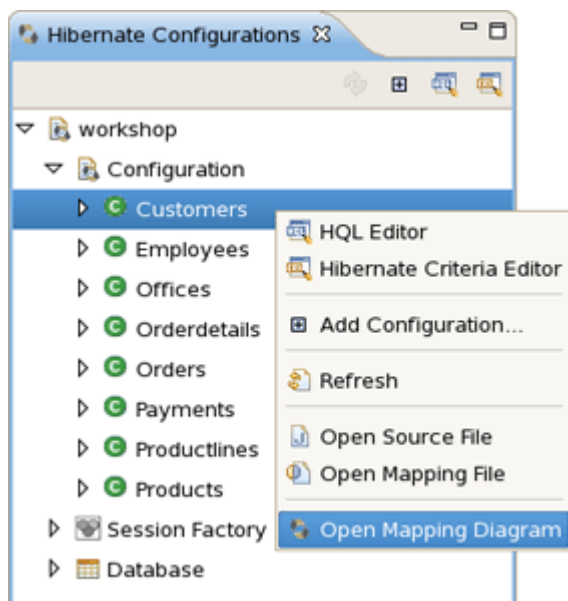 Hibernate Configurations
workshop
Configuration
Customers
Employees
Offices
Orderdetails
Orders
Payments
Productlines
Products
Session Factory
Database
HQL Editor
Hibernate Criteria Editor
Add Configuration...
Refresh
Open Source File
Open Mapping File
Open Mapping Diagram